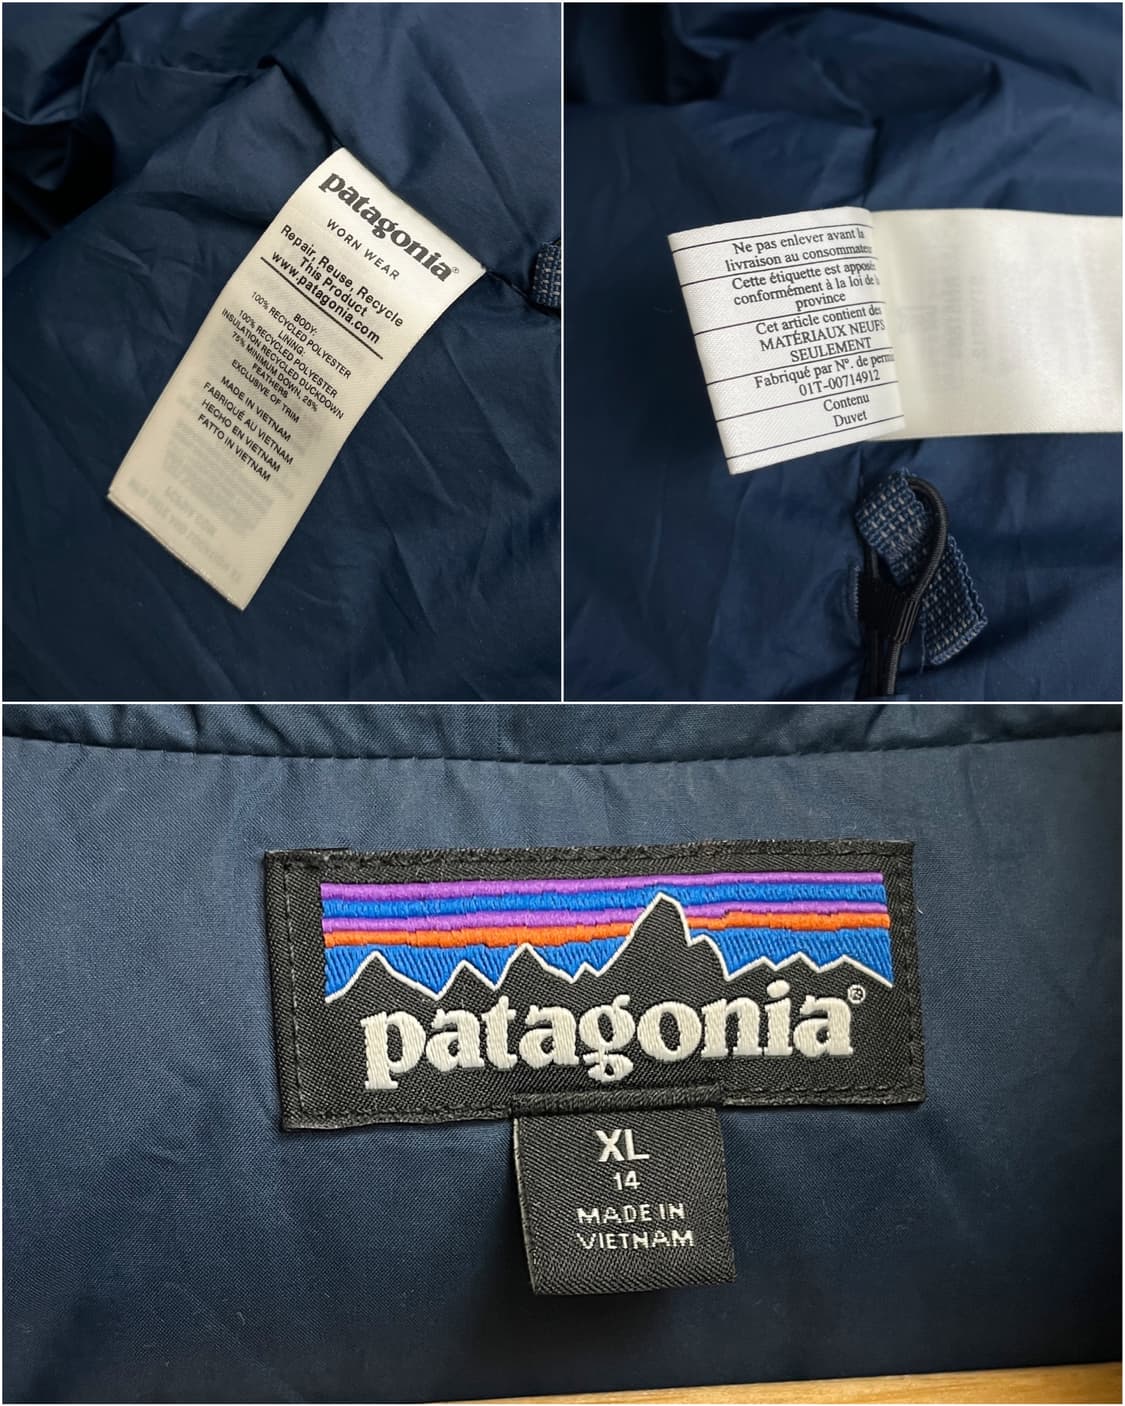 patagonia®
WORN WEAR
Repair, Reuse, Recycle
This Product
www.patagonia.com
BODY:
100% RECYCLED POLYESTER
LINING:
100% RECYCLED POLYESTER
INSULATION RECYCLED DUCKDOWN
75% MINIMUM DOWN, 25%
FEATHERS
EXCLUSIVE OF TRIM
MADE IN VIETNAM
FABRIQUÉ AU VIETNAM
HECHO EN VIETNAM
FATTO IN VIETNAM
Ne pas enlever avant la
livraison au consommateu
Cette étiquette est apposée
conformément à la loi de la
province
Cet article contient des
MATÉRIAUX NEUFS
SEULEMENT
Fabriqué par N°. de permi
01T-00714912
Contenu
Duvet
patagonia®
XL
14
MADE IN
VIETNAM